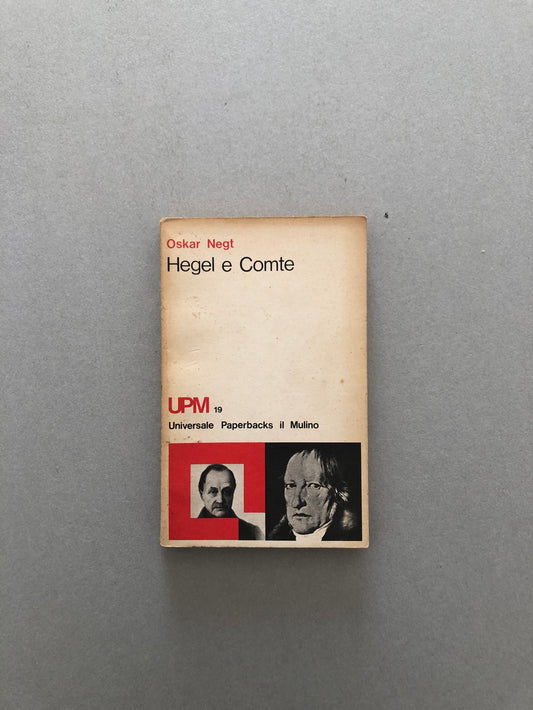 Oskar Negt
Hegel e Comte
UPM 19
Universale Paperbacks il Mulino